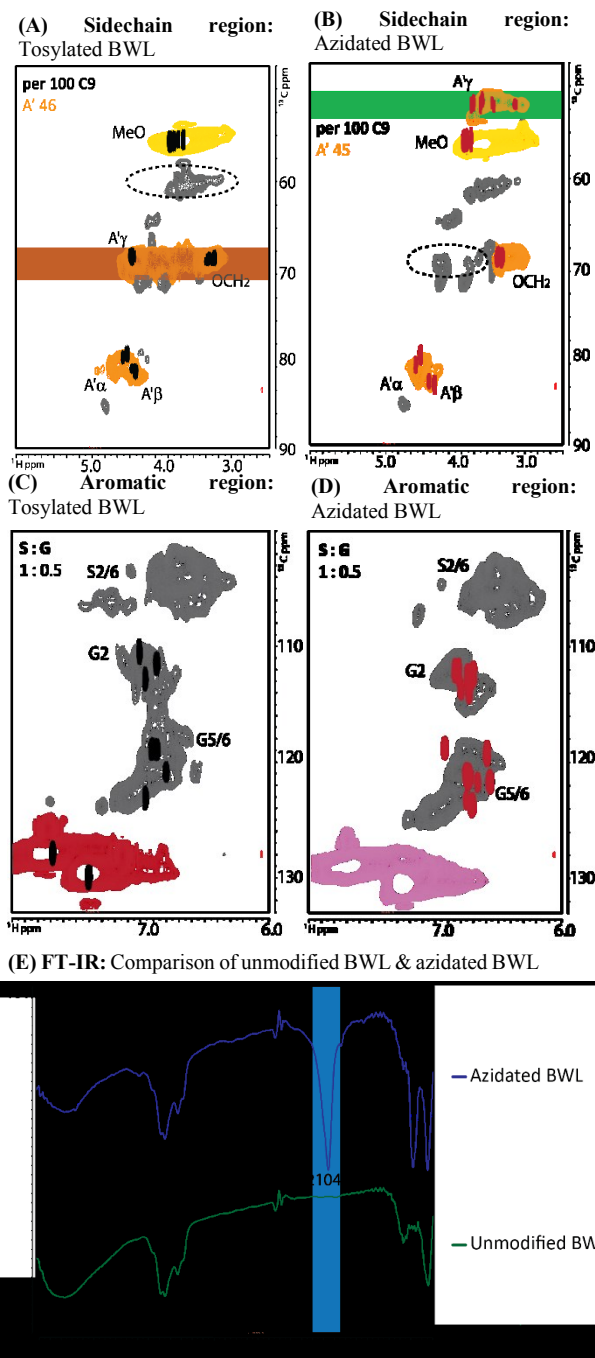 (A) Sidechain region:
Tosylated BWL
per 100 C9
A' 46
MeO
A'γ
OCH₂
A'α
A'β
¹³C ppm
60
70
80
90
¹H ppm
5.0
4.0
3.0
(B) Sidechain region:
Azidated BWL
A'γ
per 100 C9
A' 45
MeO
OCH₂
A'α
A'β
¹³C ppm
60
70
80
90
¹H ppm
5.0
4.0
3.0
(C) Aromatic region:
Tosylated BWL
S : G
1 : 0.5
S2/6
G2
G5/6
¹³C ppm
110
120
130
¹H ppm
7.0
6.0
(D) Aromatic region:
Azidated BWL
S : G
1 : 0.5
S2/6
G2
G5/6
¹³C ppm
110
120
130
¹H ppm
7.0
6.0
(E) FT-IR: Comparison of unmodified BWL & azidated BWL
Azidated BWL
2104
Unmodified BW